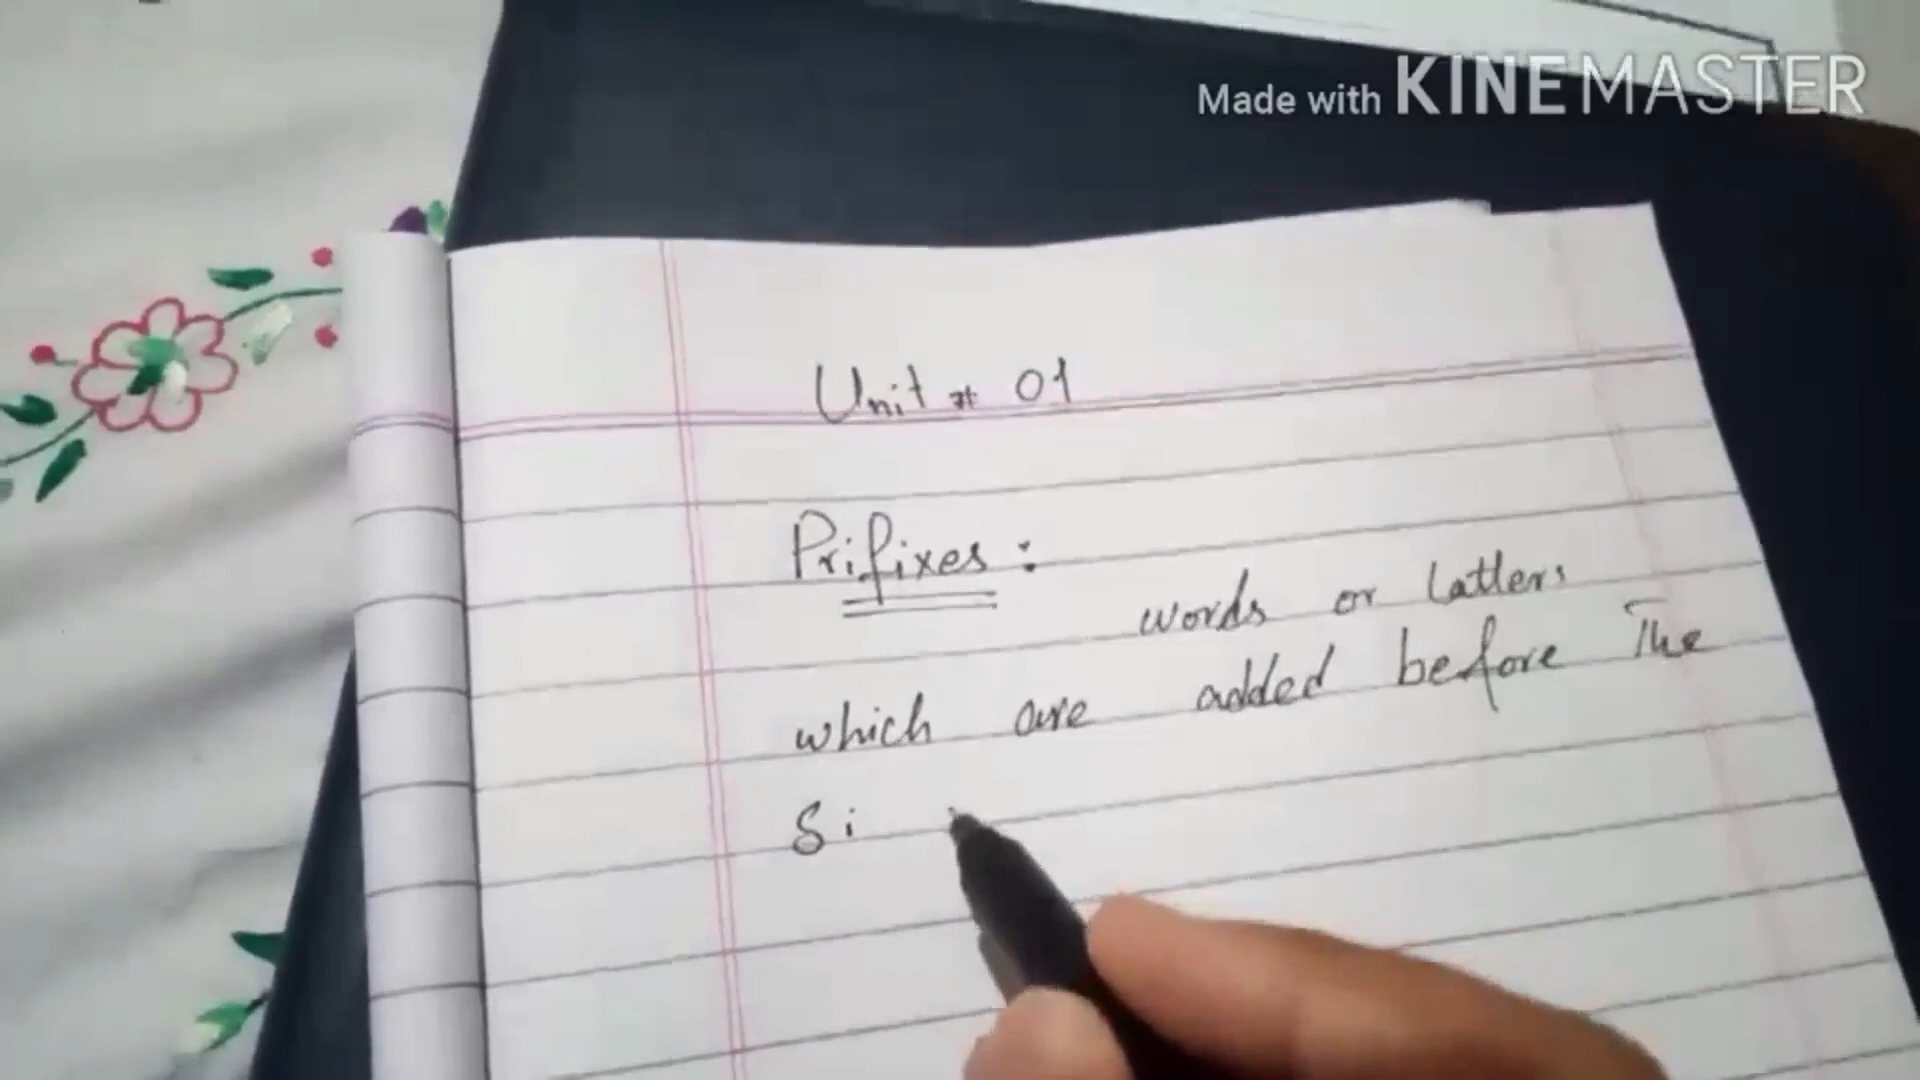 Made with KINEMASTER
Unit # 01
Prifixes :
words or latters
which are added before The
Si